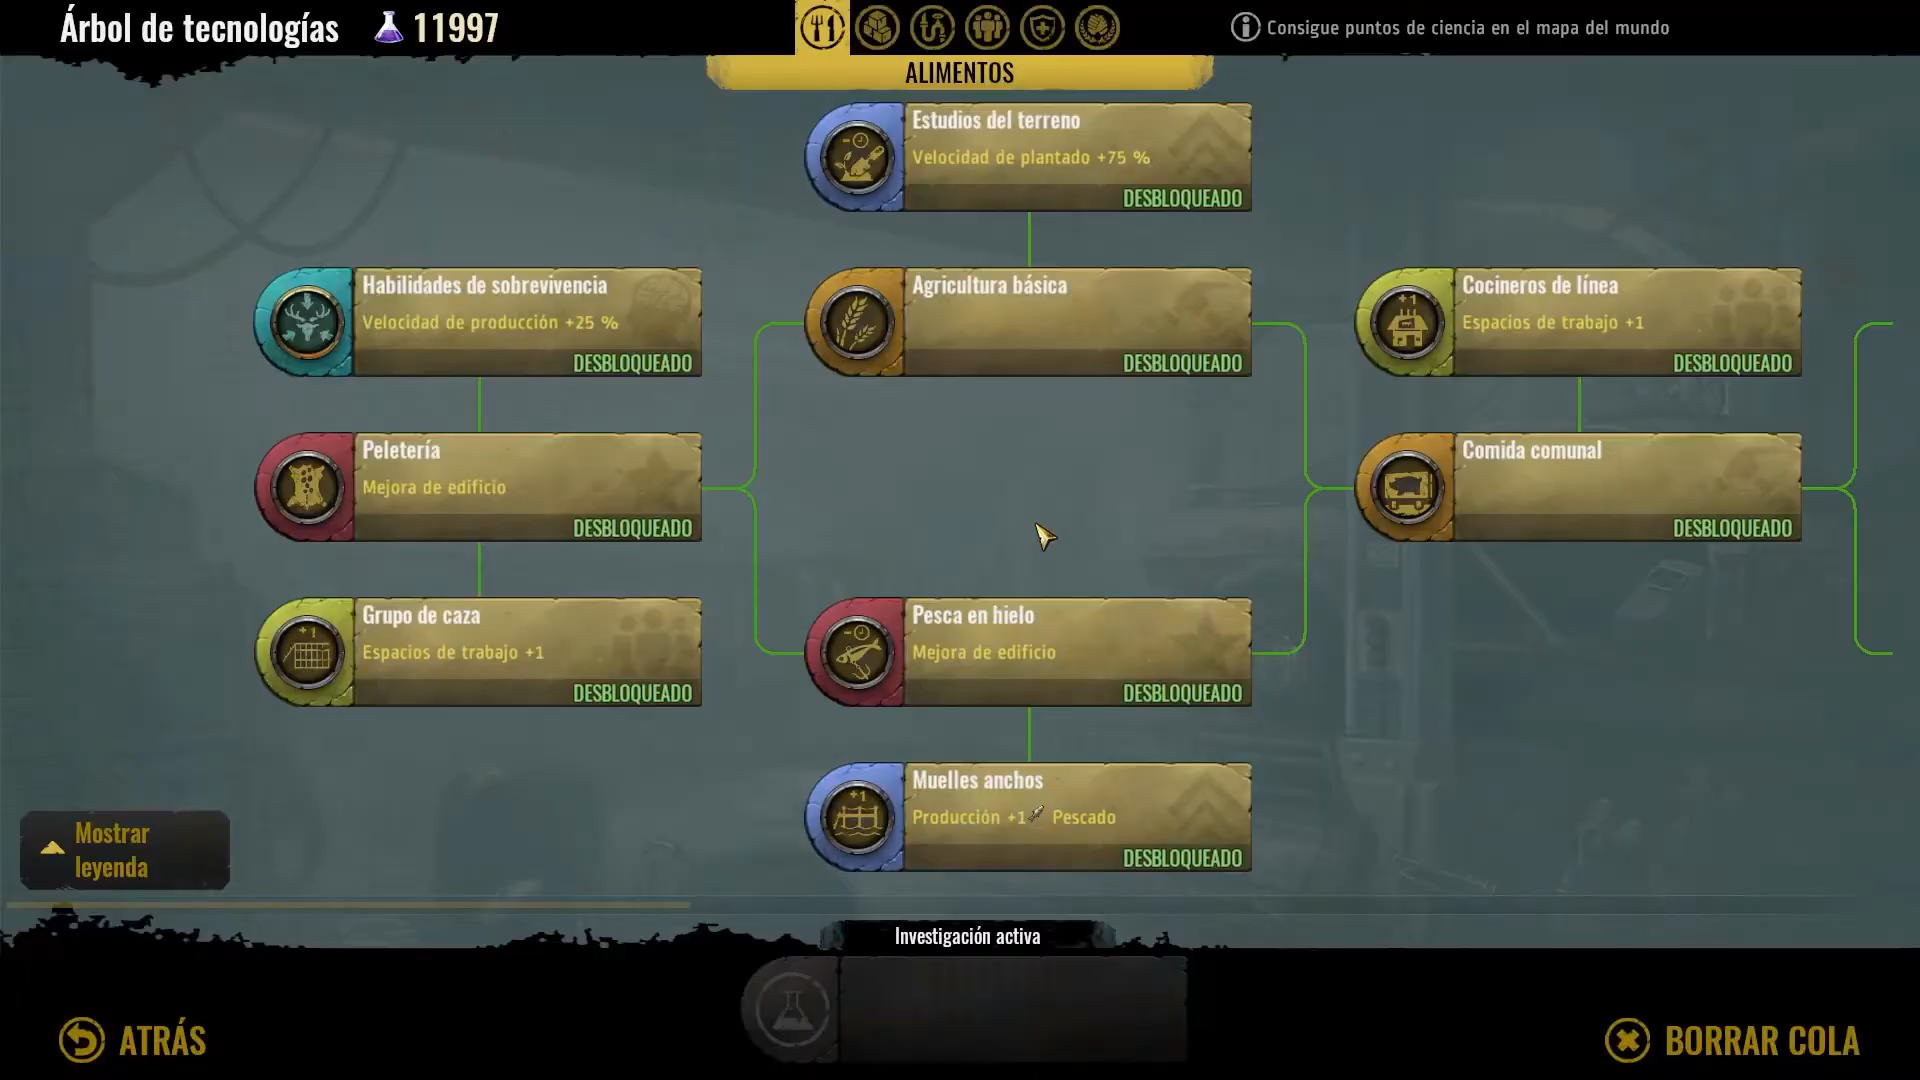 Árbol de tecnologías
11997
Consigue puntos de ciencia en el mapa del mundo
ALIMENTOS
Estudios del terreno
Velocidad de plantado +75 %
DESBLOQUEADO
Habilidades de sobrevivencia
Velocidad de producción +25 %
DESBLOQUEADO
Agricultura básica
DESBLOQUEADO
+1
Cocineros de línea
Espacios de trabajo +1
DESBLOQUEADO
Peletería
Mejora de edificio
DESBLOQUEADO
Comida comunal
DESBLOQUEADO
+1
Grupo de caza
Espacios de trabajo +1
DESBLOQUEADO
Pesca en hielo
Mejora de edificio
DESBLOQUEADO
+1
Muelles anchos
Producción +1 Pescado
DESBLOQUEADO
Mostrar
leyenda
Investigación activa
ATRÁS
BORRAR COLA